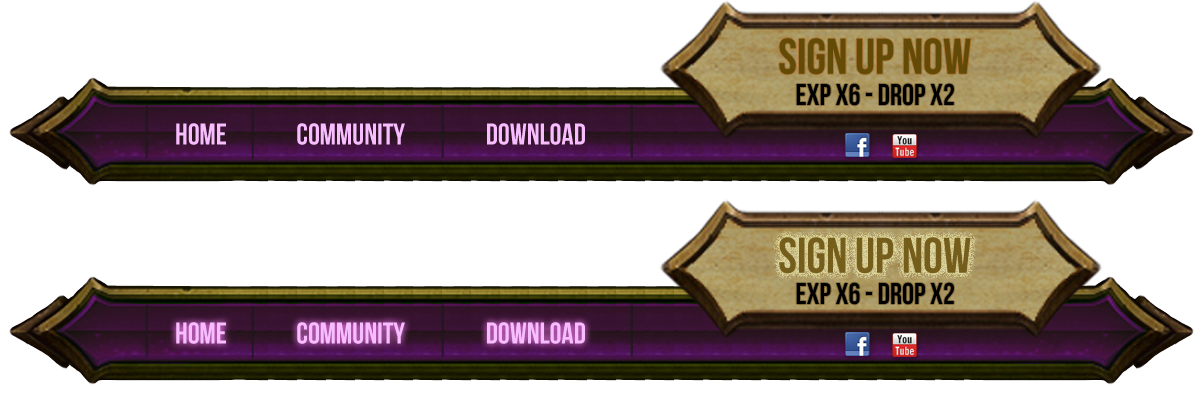 SIGN UP NOW
EXP X6 - DROP X2
HOME COMMUNITY DOWNLOAD
f You
Tube
SIGN UP NOW
EXP X6 - DROP X2
HOME COMMUNITY DOWNLOAD
f You
Tube